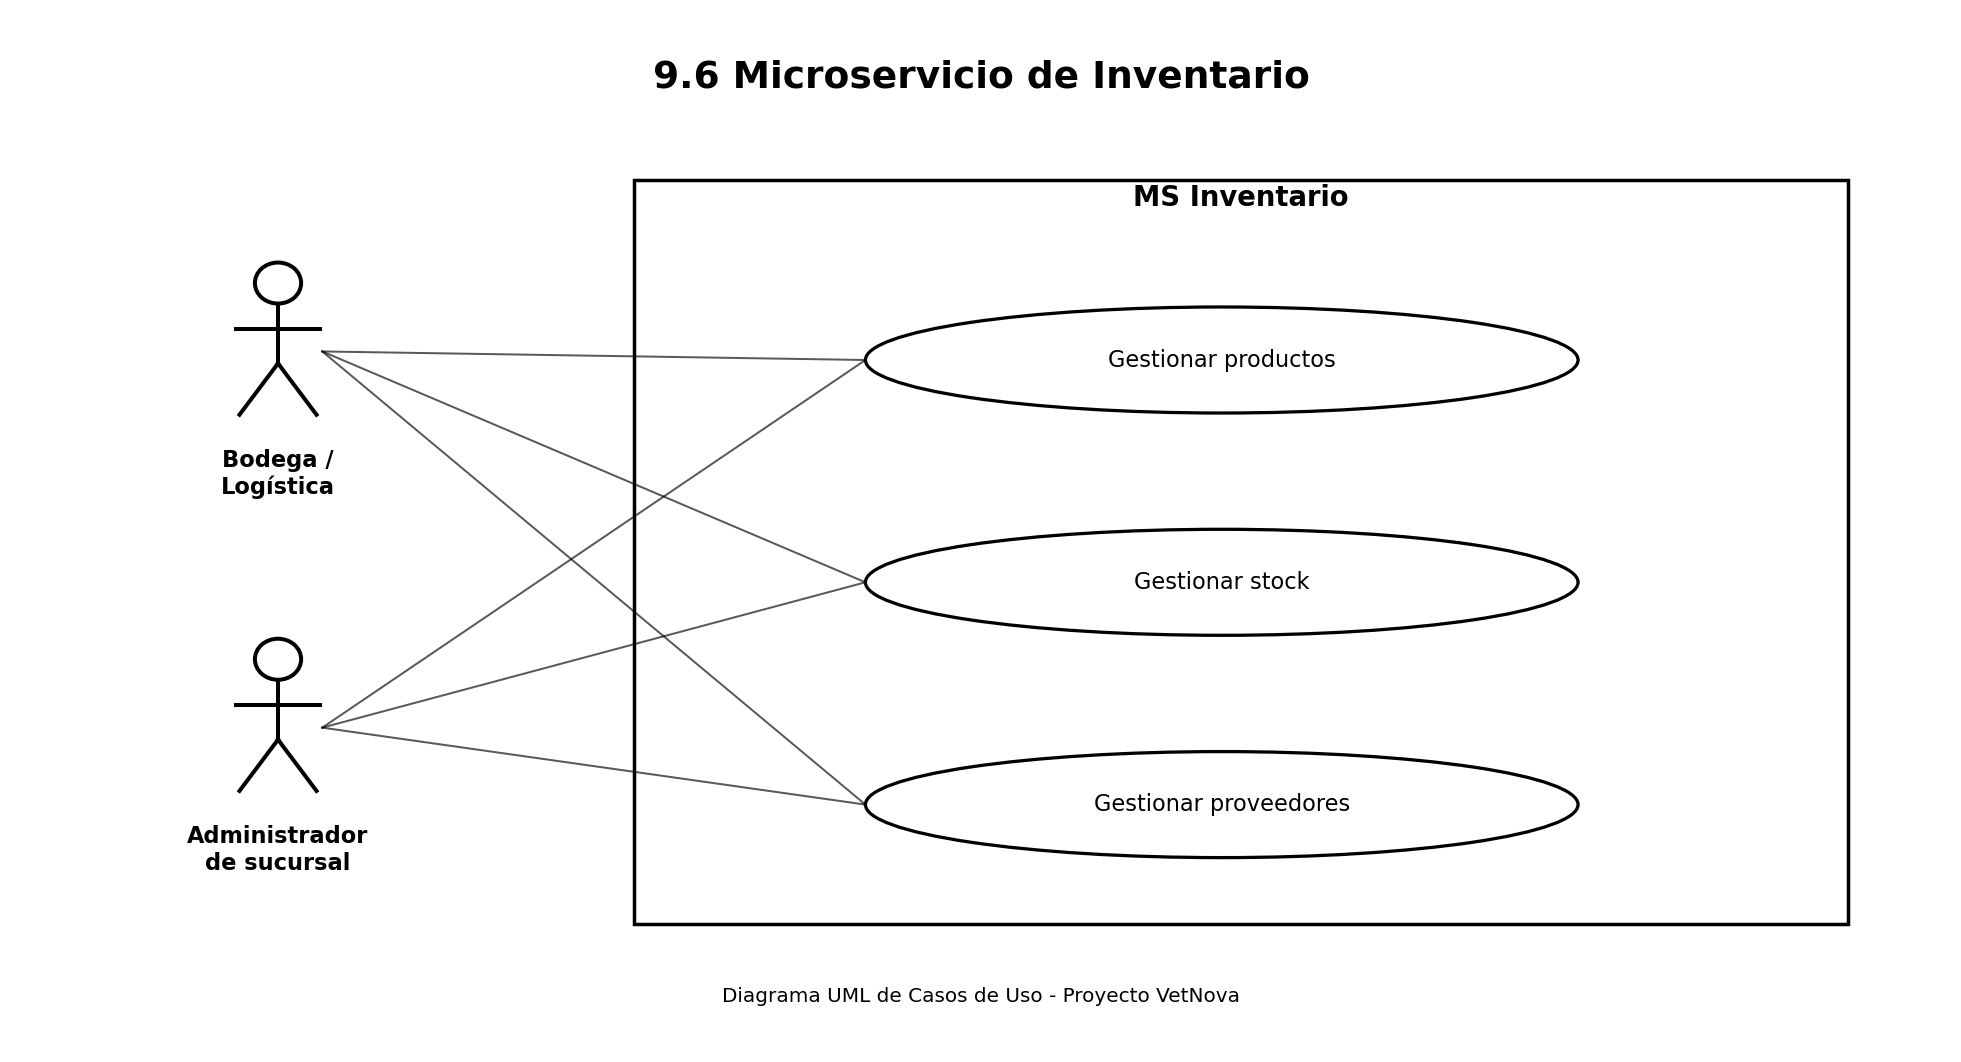 9.6 Microservicio de Inventario
MS Inventario
Bodega /
Logística
Gestionar productos
Gestionar stock
Administrador
de sucursal
Gestionar proveedores
Diagrama UML de Casos de Uso - Proyecto VetNova